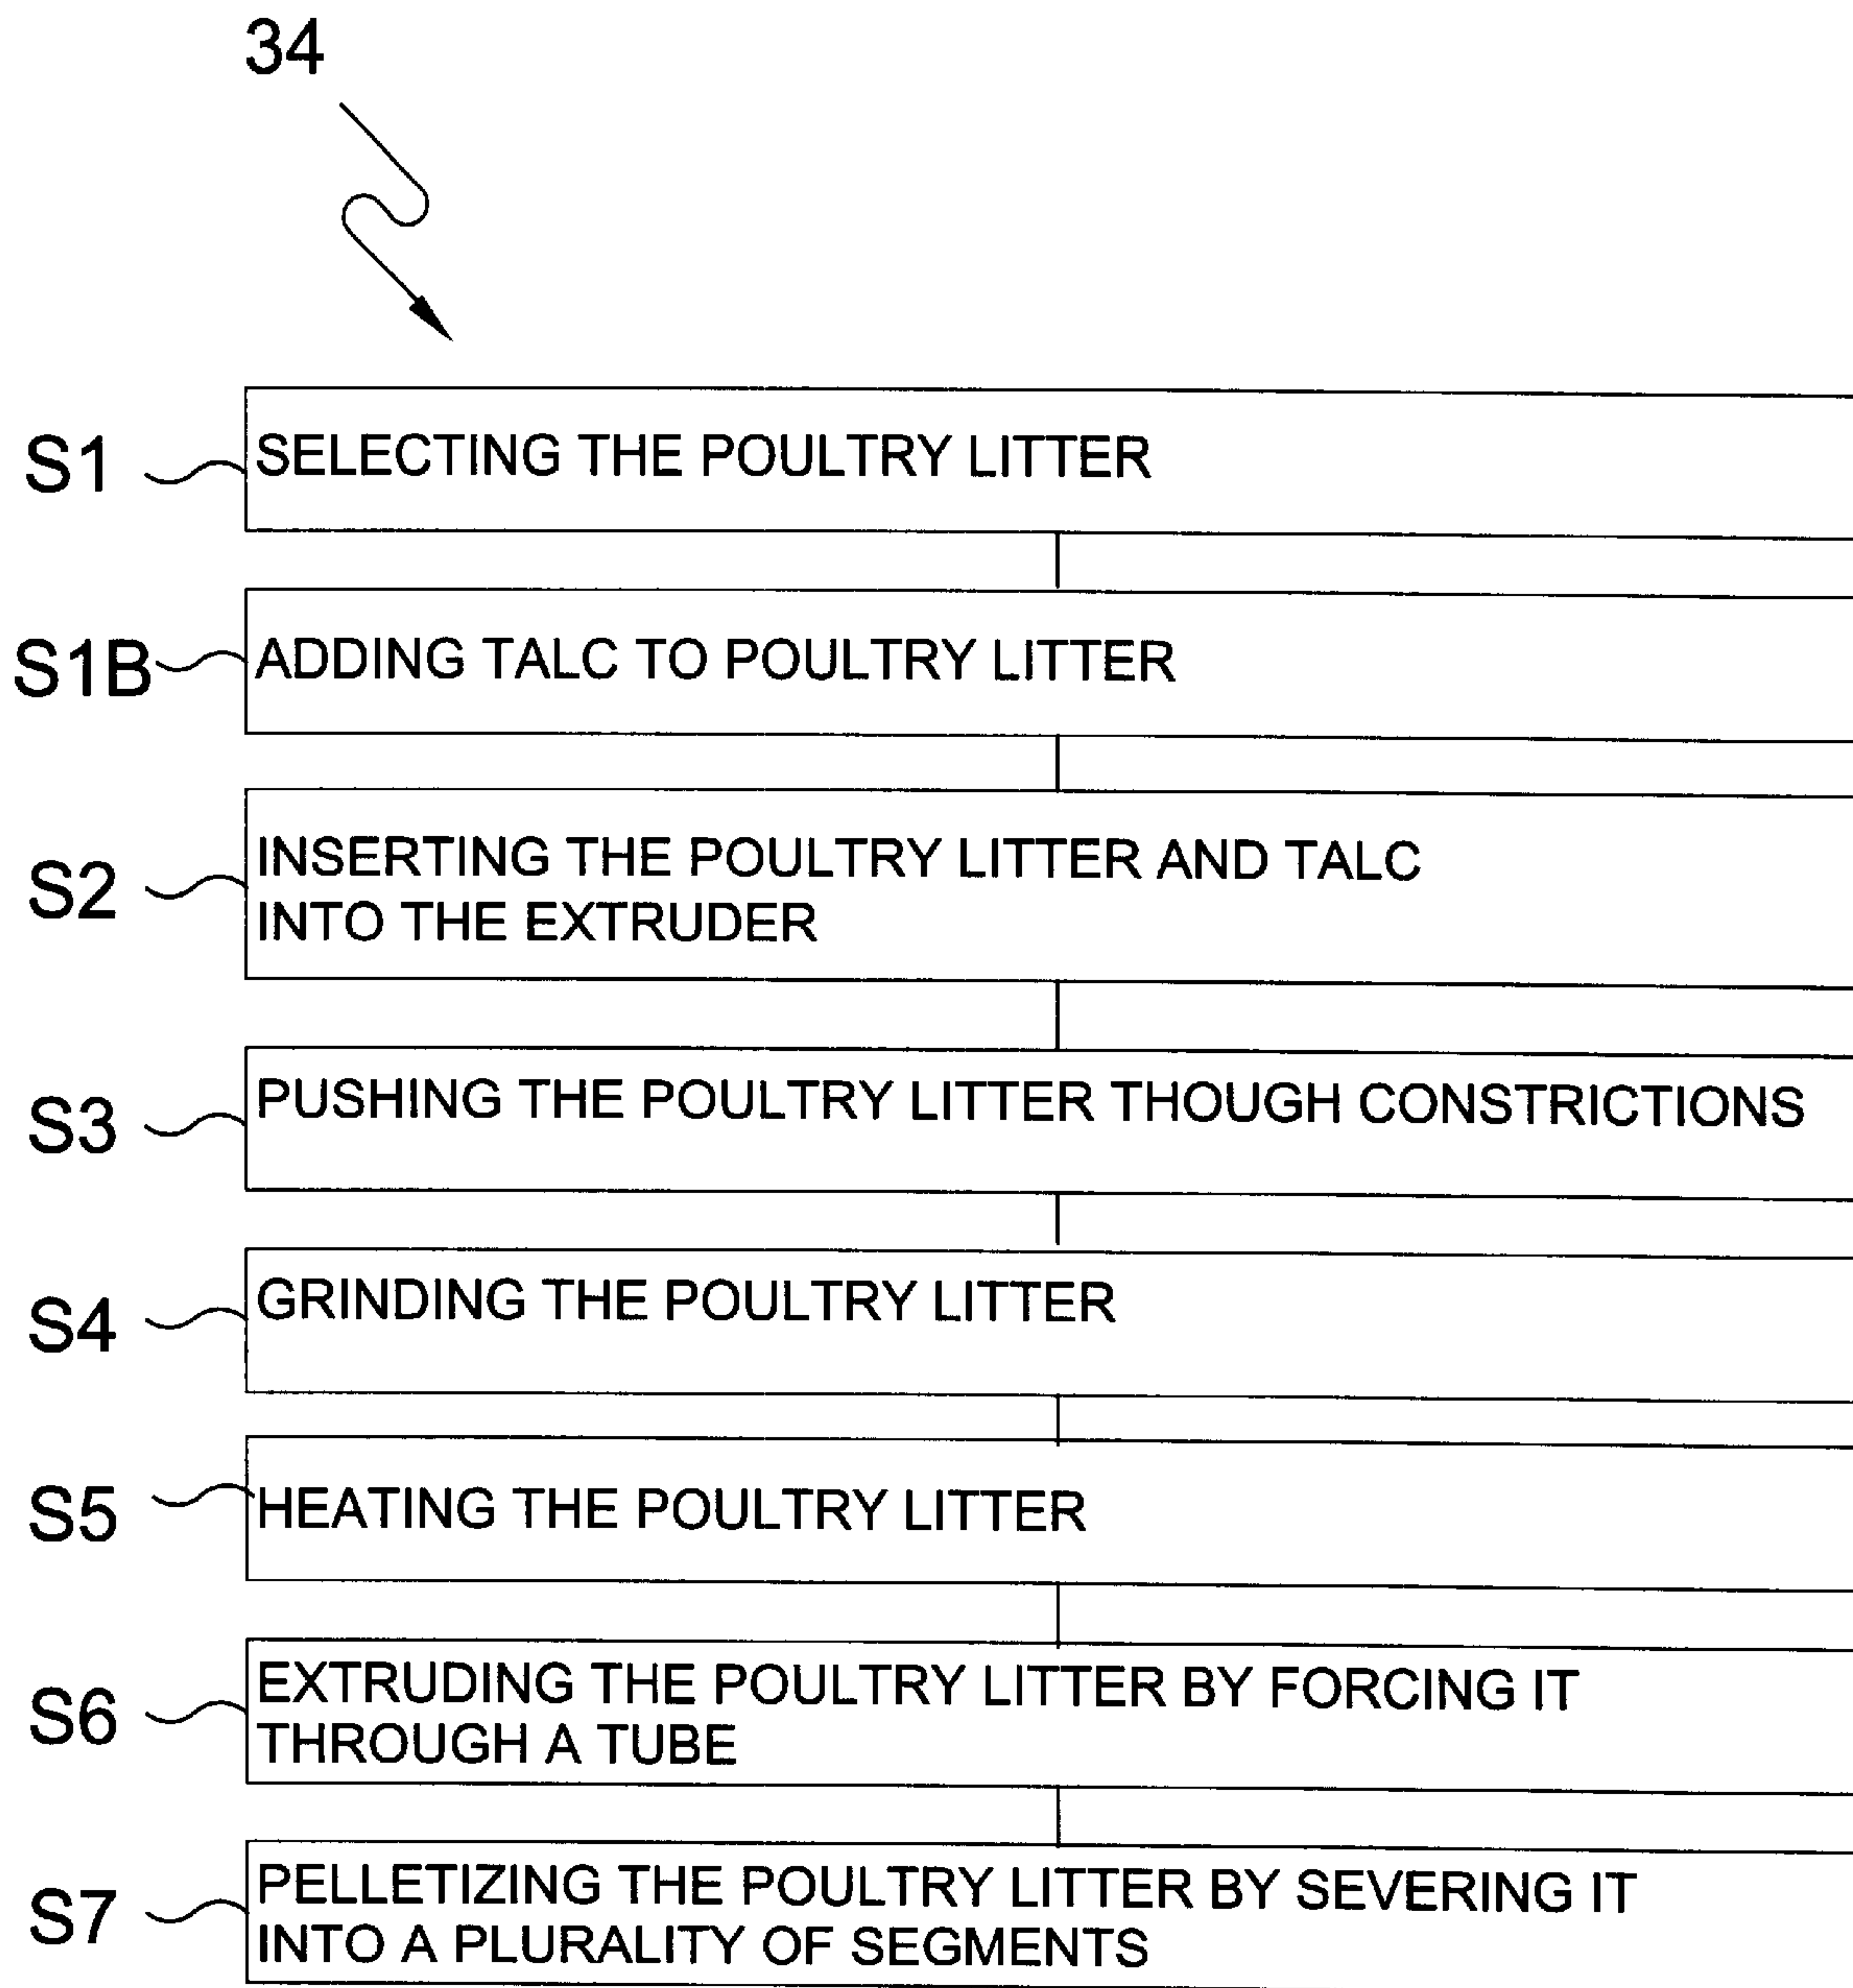 34
S1 SELECTING THE POULTRY LITTER
S1B ADDING TALC TO POULTRY LITTER
S2 INSERTING THE POULTRY LITTER AND TALC
INTO THE EXTRUDER
S3 PUSHING THE POULTRY LITTER THOUGH CONSTRICTIONS
S4 GRINDING THE POULTRY LITTER
S5 HEATING THE POULTRY LITTER
S6 EXTRUDING THE POULTRY LITTER BY FORCING IT
THROUGH A TUBE
S7 PELLETIZING THE POULTRY LITTER BY SEVERING IT
INTO A PLURALITY OF SEGMENTS